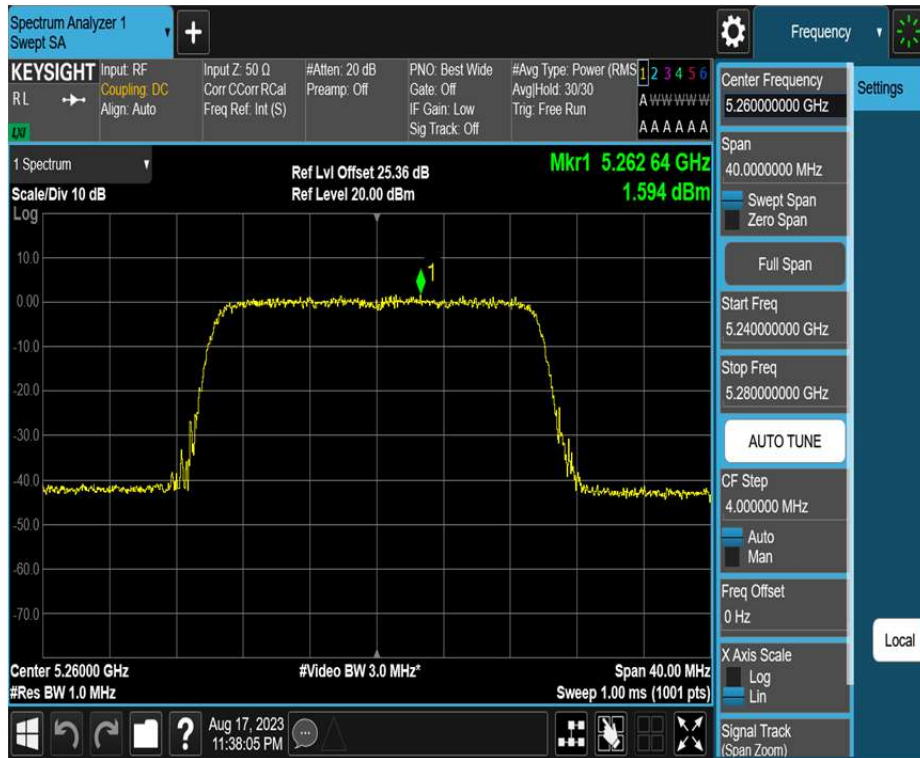 Spectrum Analyzer 1
Swept SA
+
Frequency
KEYSIGHT
R L
LXI
Input: RF
Coupling: DC
Align: Auto
Input Z: 50 Ω
Corr CCorr RCal
Freq Ref: Int (S)
#Atten: 20 dB
Preamp: Off
PNO: Best Wide
Gate: Off
IF Gain: Low
Sig Track: Off
#Avg Type: Power (RMS
Avg|Hold: 30/30
Trig: Free Run
1 2 3 4 5 6
A W W W W W
A A A A A A
1 Spectrum
Scale/Div 10 dB
Log
Ref Lvl Offset 25.36 dB
Ref Level 20.00 dBm
Mkr1 5.262 64 GHz
1.594 dBm
1
10.0
0.00
-10.0
-20.0
-30.0
-40.0
-50.0
-60.0
-70.0
Center 5.26000 GHz
#Res BW 1.0 MHz
#Video BW 3.0 MHz*
Span 40.00 MHz
Sweep 1.00 ms (1001 pts)
?
Aug 17, 2023
11:38:05 PM
Center Frequency
5.260000000 GHz
Settings
Span
40.0000000 MHz
Swept Span
Zero Span
Full Span
Start Freq
5.240000000 GHz
Stop Freq
5.280000000 GHz
AUTO TUNE
CF Step
4.000000 MHz
Auto
Man
Freq Offset
0 Hz
Local
X Axis Scale
Log
Lin
Signal Track
(Span Zoom)